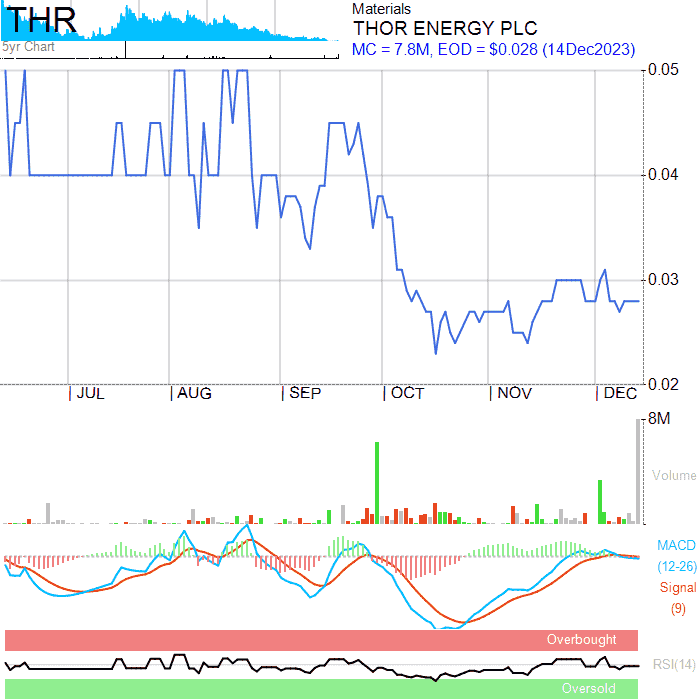 THR
5yr Chart
Materials
THOR ENERGY PLC
MC = 7.8M, EOD = $0.028 (14Dec2023)
0.05
0.04
0.03
0.02
JUL AUG SEP OCT NOV DEC
8M
Volume
MACD
(12-26)
Signal
(9)
Overbought
RSI(14)
Oversold